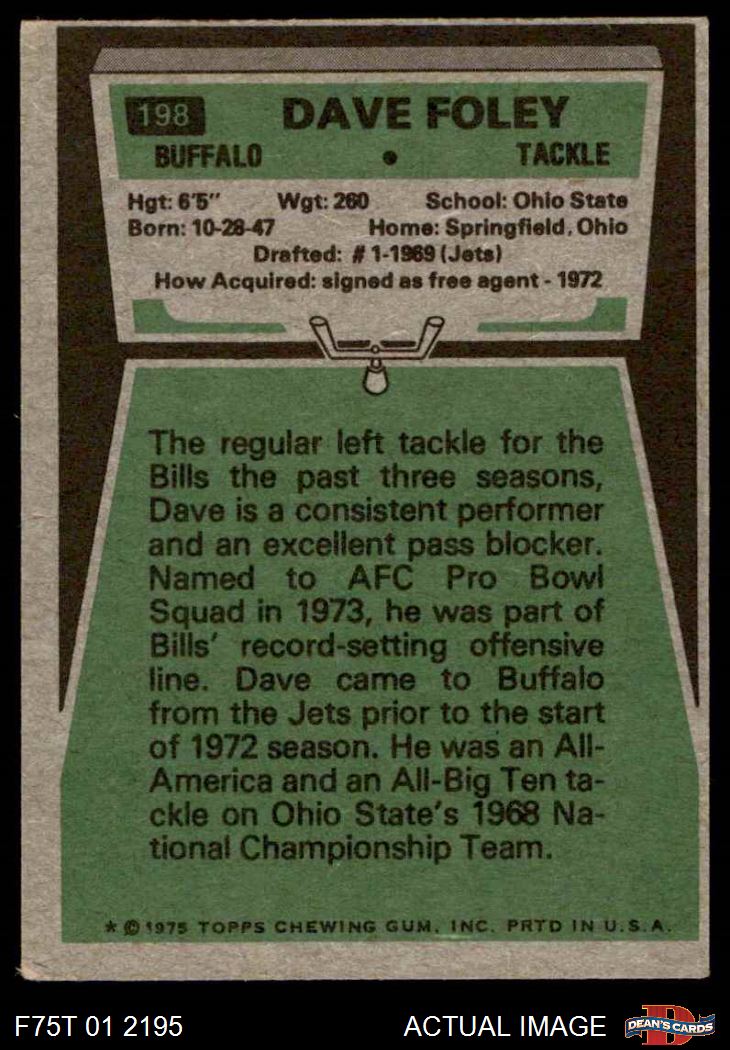 198 DAVE FOLEY
BUFFALO • TACKLE
Hgt: 6'5" Wgt: 260 School: Ohio State
Born: 10-28-47 Home: Springfield, Ohio
Drafted: #1-1969 (Jets)
How Acquired: signed as free agent - 1972
The regular left tackle for the
Bills the past three seasons,
Dave is a consistent performer
and an excellent pass blocker.
Named to AFC Pro Bowl
Squad in 1973, he was part of
Bills' record-setting offensive
line. Dave came to Buffalo
from the Jets prior to the start
of 1972 season. He was an All-
America and an All-Big Ten ta-
ckle on Ohio State's 1968 Na-
tional Championship Team.
* © 1975 TOPPS CHEWING GUM, INC. PRTD IN U.S.A.
F75T 01 2195 ACTUAL IMAGE D DEAN'S CARDS